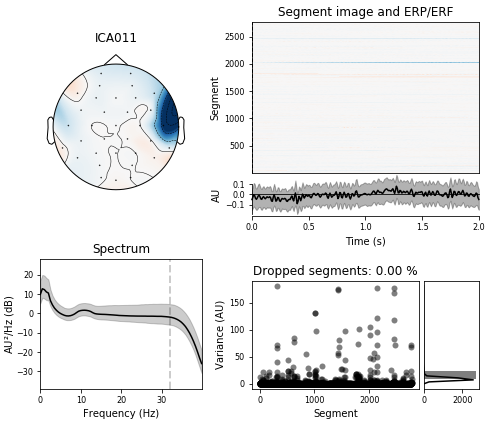 ICA011
Segment image and ERP/ERF
Segment
2500
2000
1500
1000
500
AU
0.1
0.0
−0.1
0.0
0.5
1.0
1.5
2.0
Time (s)
Spectrum
AU²/Hz (dB)
20
10
0
−10
−20
−30
0
10
20
30
Frequency (Hz)
Dropped segments: 0.00 %
Variance (AU)
150
100
50
0
0
1000
2000
Segment
0
2000